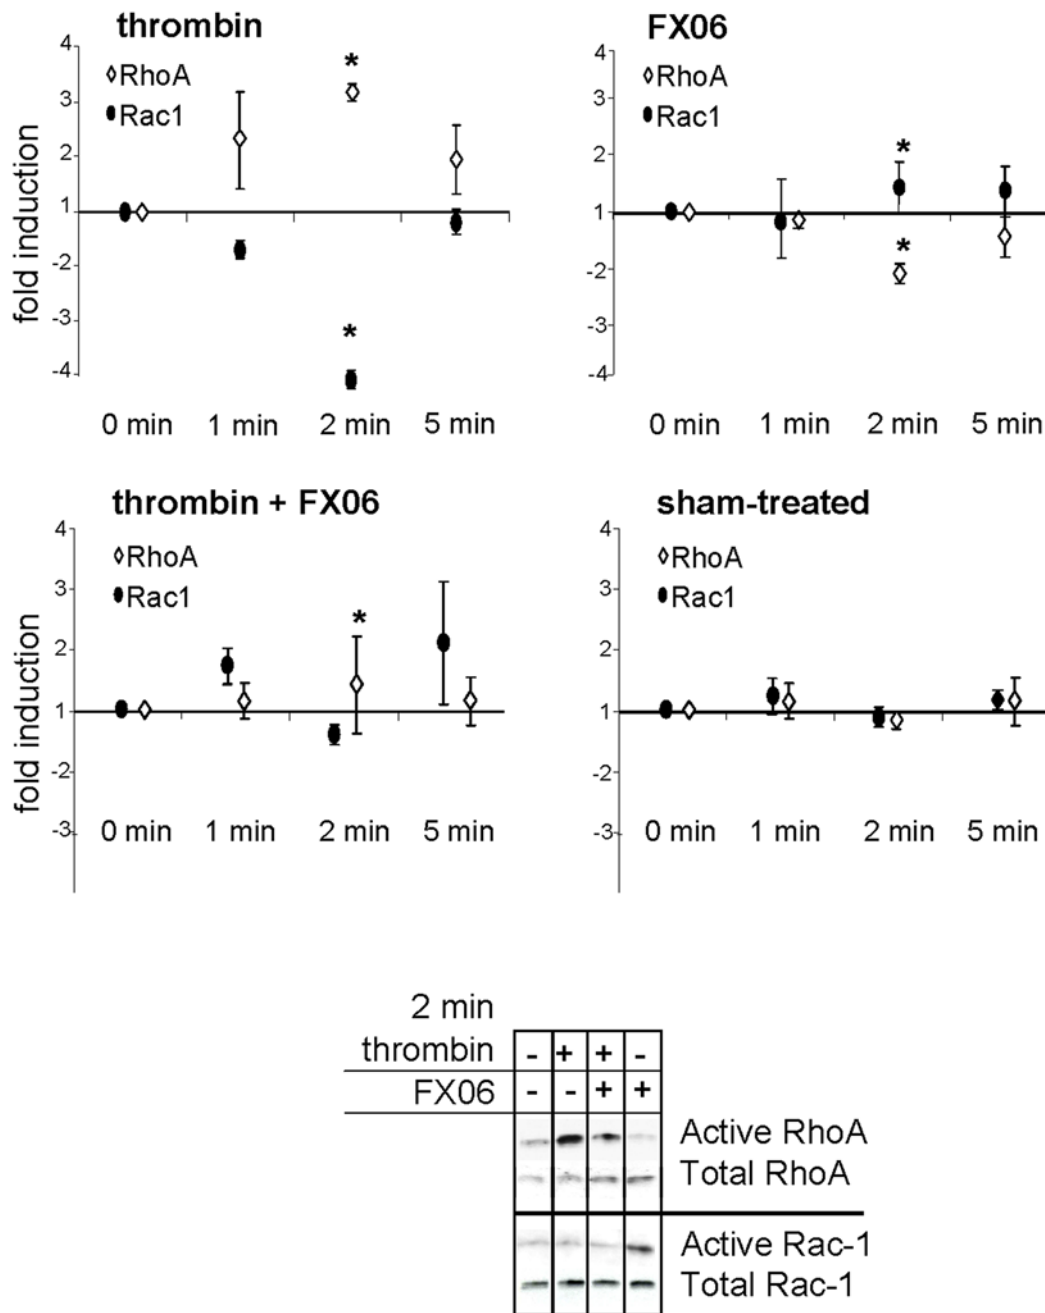 thrombin
4
◊RhoA
*
3
Rac1
2
1
-2
-3
-4
*
fold induction
0 min 1 min 2 min 5 min
FX06
4
RhoA
3
Rac1
2
*
1
*
-2
-3
-4
0 min 1 min 2 min 5 min
thrombin + FX06
4
RhoA
3
Rac1
*
2
1
-2
-3
fold induction
0 min 1 min 2 min 5 min
sham-treated
4
RhoA
3
Rac1
2
1
-2
-3
0 min 1 min 2 min 5 min
2 min
thrombin - + + -
FX06 - - + +
Active RhoA
Total RhoA
Active Rac-1
Total Rac-1